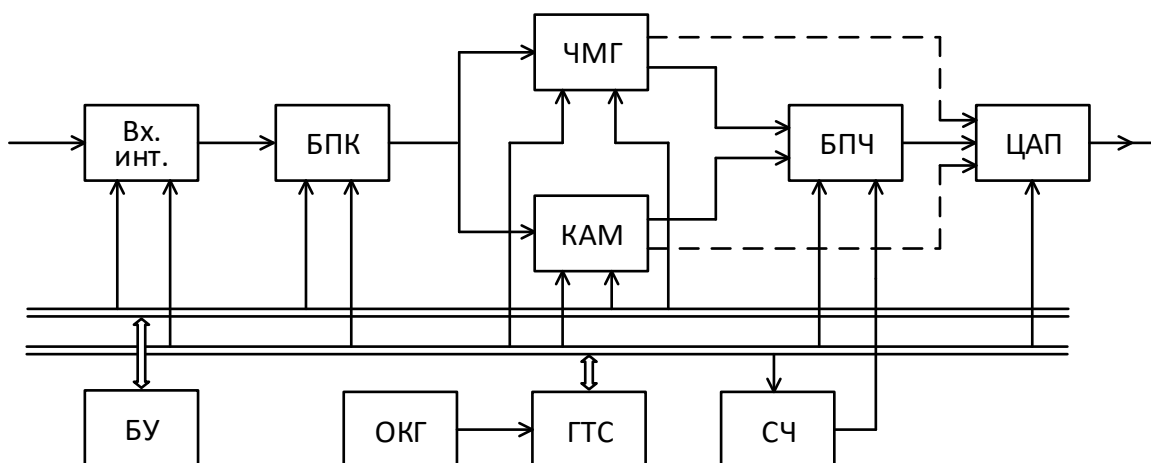 ЧМГ
Вх.
инт.
БПК
БПЧ
ЦАП
КАМ
БУ
ОКГ
ГТС
СЧ